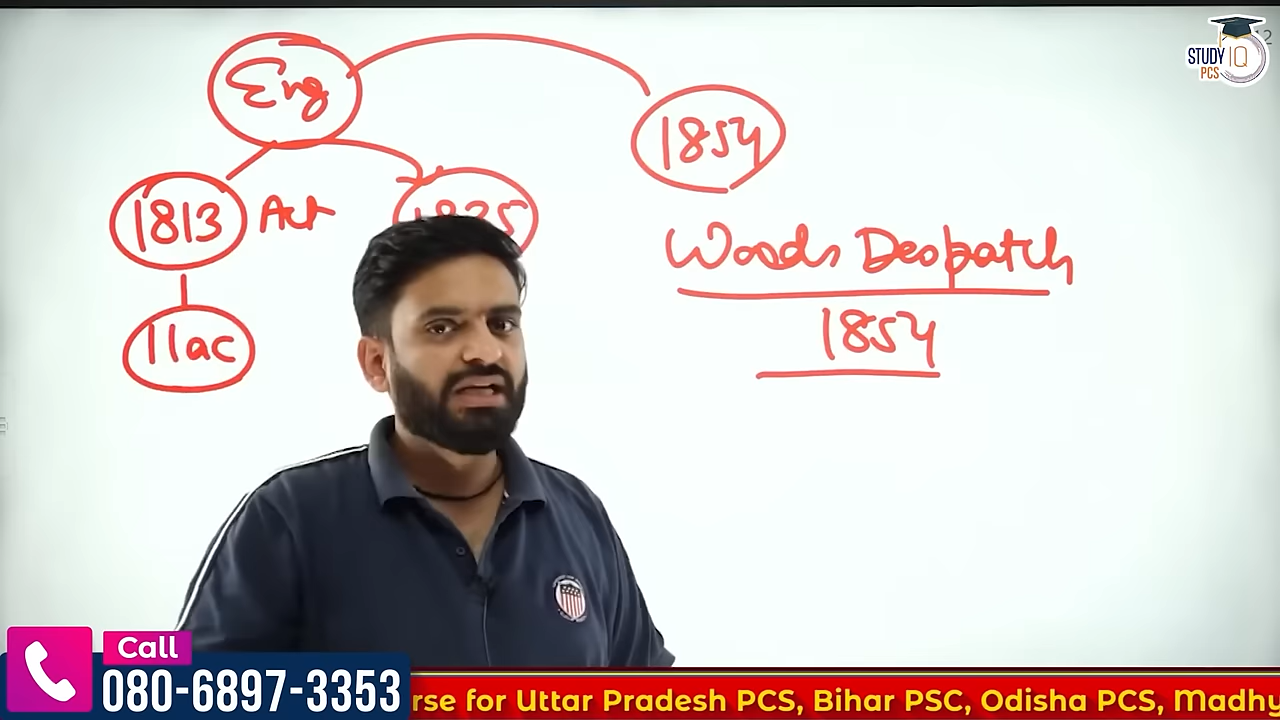 Eng
1854
1813 Act
1835
11ac
Woods Despatch
1854
STUDY IQ
PCS
Call
080-6897-3353
rse for Uttar Pradesh PCS, Bihar PSC, Odisha PCS, Madhy